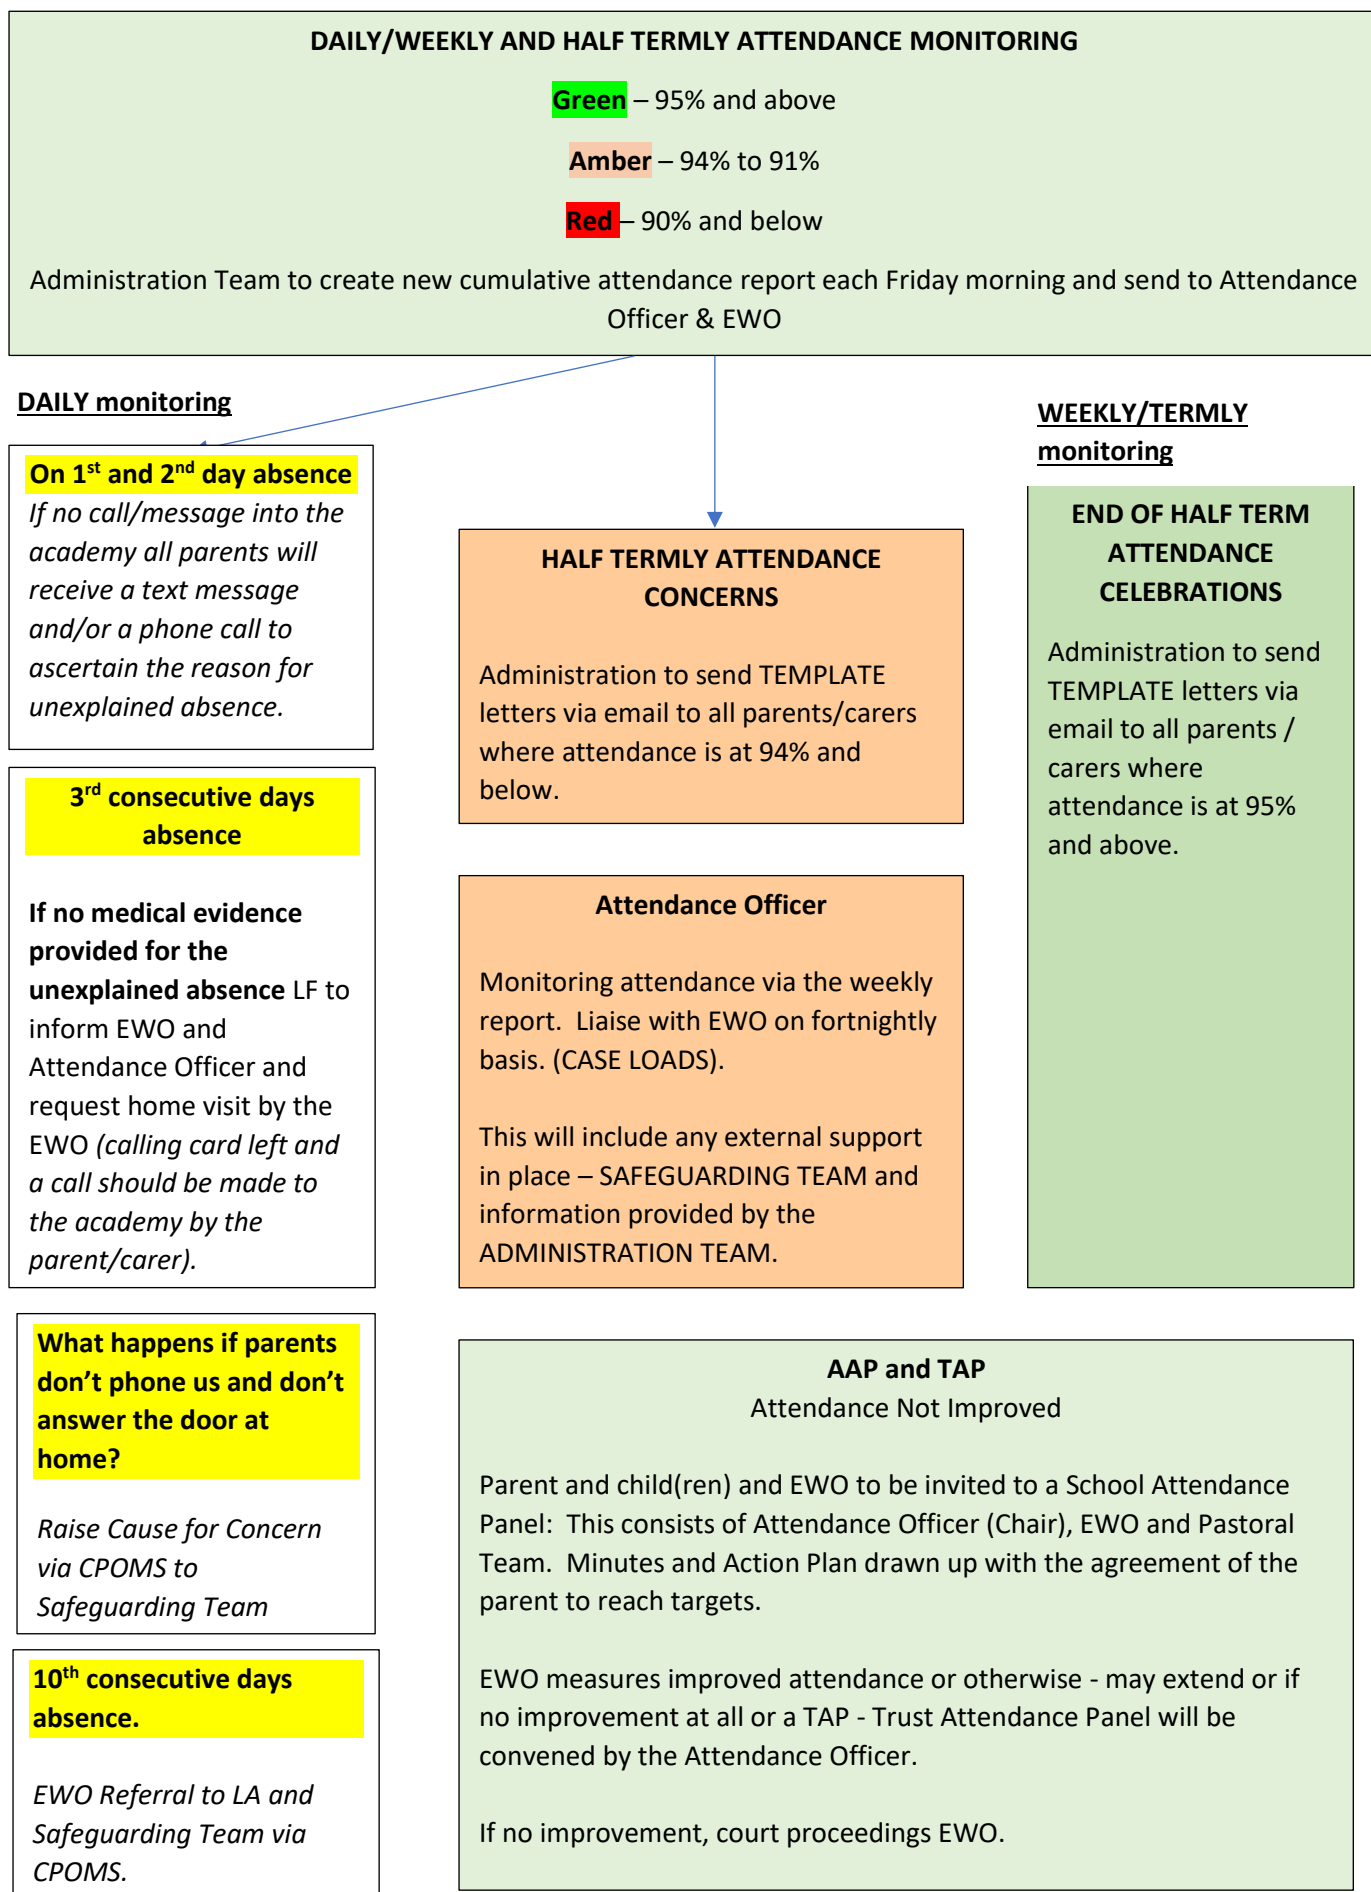 DAILY/WEEKLY AND HALF TERMLY ATTENDANCE MONITORING
Green – 95% and above
Amber – 94% to 91%
Red – 90% and below
Administration Team to create new cumulative attendance report each Friday morning and send to Attendance
Officer & EWO
DAILY monitoring
On 1st and 2nd day absence
If no call/message into the
academy all parents will
receive a text message
and/or a phone call to
ascertain the reason for
unexplained absence.
3rd consecutive days
absence
If no medical evidence
provided for the
unexplained absence LF to
inform EWO and
Attendance Officer and
request home visit by the
EWO (calling card left and
a call should be made to
the academy by the
parent/carer).
What happens if parents
don’t phone us and don’t
answer the door at
home?
Raise Cause for Concern
via CPOMS to
Safeguarding Team
10th consecutive days
absence.
EWO Referral to LA and
Safeguarding Team via
CPOMS.
HALF TERMLY ATTENDANCE
CONCERNS
Administration to send TEMPLATE
letters via email to all parents/carers
where attendance is at 94% and
below.
Attendance Officer
Monitoring attendance via the weekly
report.  Liaise with EWO on fortnightly
basis. (CASE LOADS).
This will include any external support
in place – SAFEGUARDING TEAM and
information provided by the
ADMINISTRATION TEAM.
WEEKLY/TERMLY
monitoring
END OF HALF TERM
ATTENDANCE
CELEBRATIONS
Administration to send
TEMPLATE letters via
email to all parents /
carers where
attendance is at 95%
and above.
AAP and TAP
Attendance Not Improved
Parent and child(ren) and EWO to be invited to a School Attendance
Panel:  This consists of Attendance Officer (Chair), EWO and Pastoral
Team.  Minutes and Action Plan drawn up with the agreement of the
parent to reach targets.
EWO measures improved attendance or otherwise - may extend or if
no improvement at all or a TAP - Trust Attendance Panel will be
convened by the Attendance Officer.
If no improvement, court proceedings EWO.